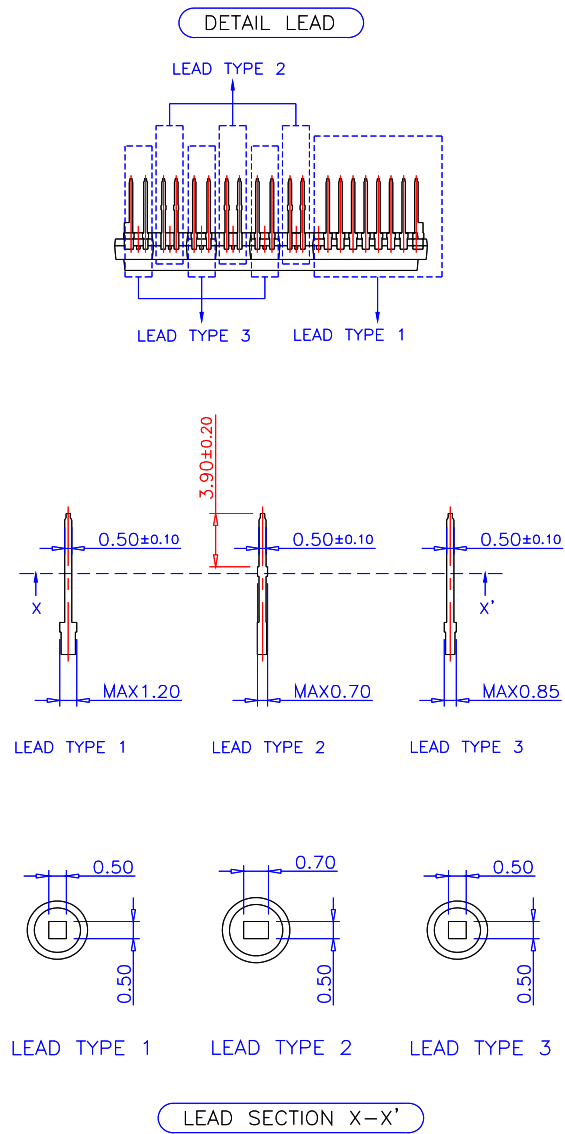 DETAIL LEAD
LEAD TYPE 2
LEAD TYPE 3
LEAD TYPE 1
3.90±0.20
0.50±0.10
0.50±0.10
0.50±0.10
X
X'
MAX1.20
MAX0.70
MAX0.85
LEAD TYPE 1
LEAD TYPE 2
LEAD TYPE 3
0.50
0.70
0.50
0.50
0.50
0.50
LEAD TYPE 1
LEAD TYPE 2
LEAD TYPE 3
LEAD SECTION X-X'